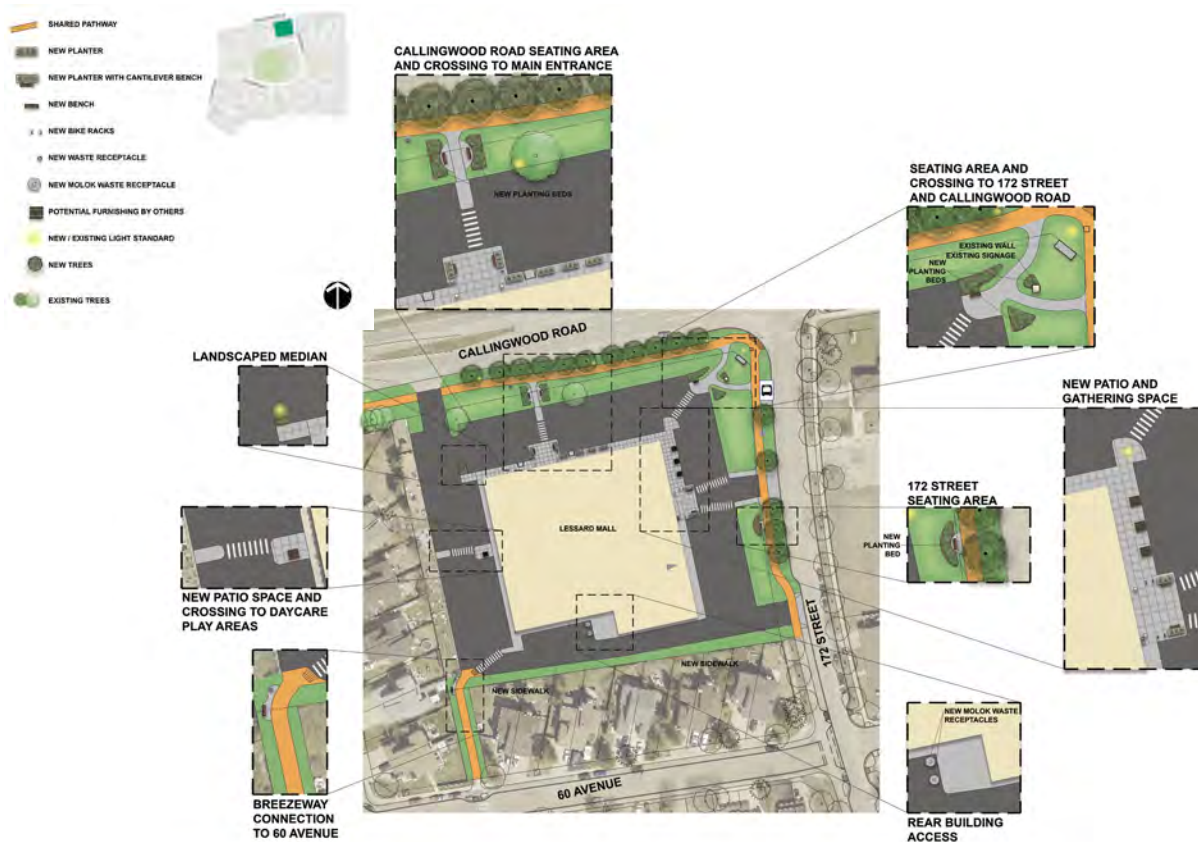 SHARED PATHWAY
NEW PLANTER
NEW PLANTER WITH CANTILEVER BENCH
NEW BENCH
NEW BIKE RACKS
NEW WASTE RECEPTACLE
NEW MOLOK WASTE RECEPTACLE
POTENTIAL FURNISHING BY OTHERS
NEW / EXISTING LIGHT STANDARD
NEW TREES
EXISTING TREES
CALLINGWOOD ROAD SEATING AREA
AND CROSSING TO MAIN ENTRANCE
NEW PLANTING BEDS
SEATING AREA AND
CROSSING TO 172 STREET
AND CALLINGWOOD ROAD
EXISTING WALL
EXISTING SIGNAGE
NEW
PLANTING
BEDS
LANDSCAPED MEDIAN
CALLINGWOOD ROAD
NEW PATIO AND
GATHERING SPACE
172 STREET
SEATING AREA
NEW
PLANTING
BED
LESSARD MALL
NEW PATIO SPACE AND
CROSSING TO DAYCARE
PLAY AREAS
172 STREET
NEW SIDEWALK
NEW SIDEWALK
60 AVENUE
BREEZEWAY
CONNECTION
TO 60 AVENUE
NEW MOLOK WASTE
RECEPTACLES
REAR BUILDING
ACCESS